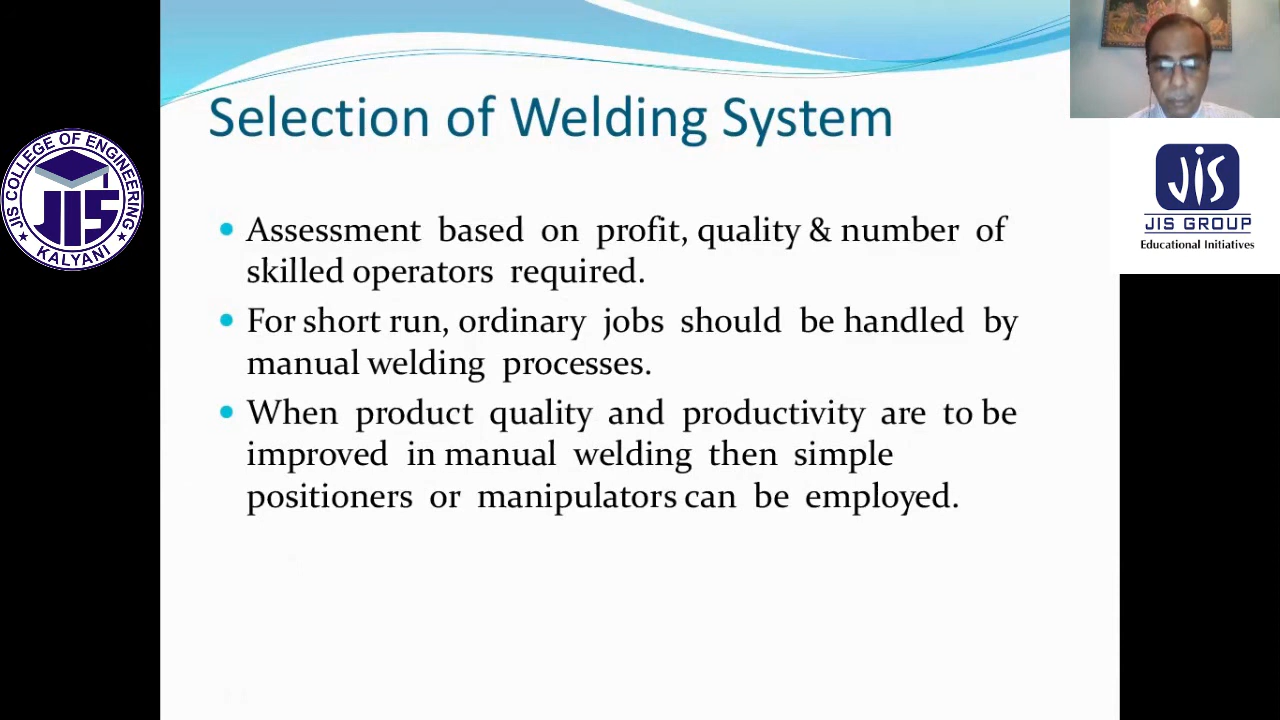 Selection of Welding System
JIS COLLEGE OF ENGINEERING
JIS
KALYANI
JIS
JIS GROUP
Educational Initiatives
Assessment based on profit, quality & number of
skilled operators required.
For short run, ordinary jobs should be handled by
manual welding processes.
When product quality and productivity are to be
improved in manual welding then simple
positioners or manipulators can be employed.